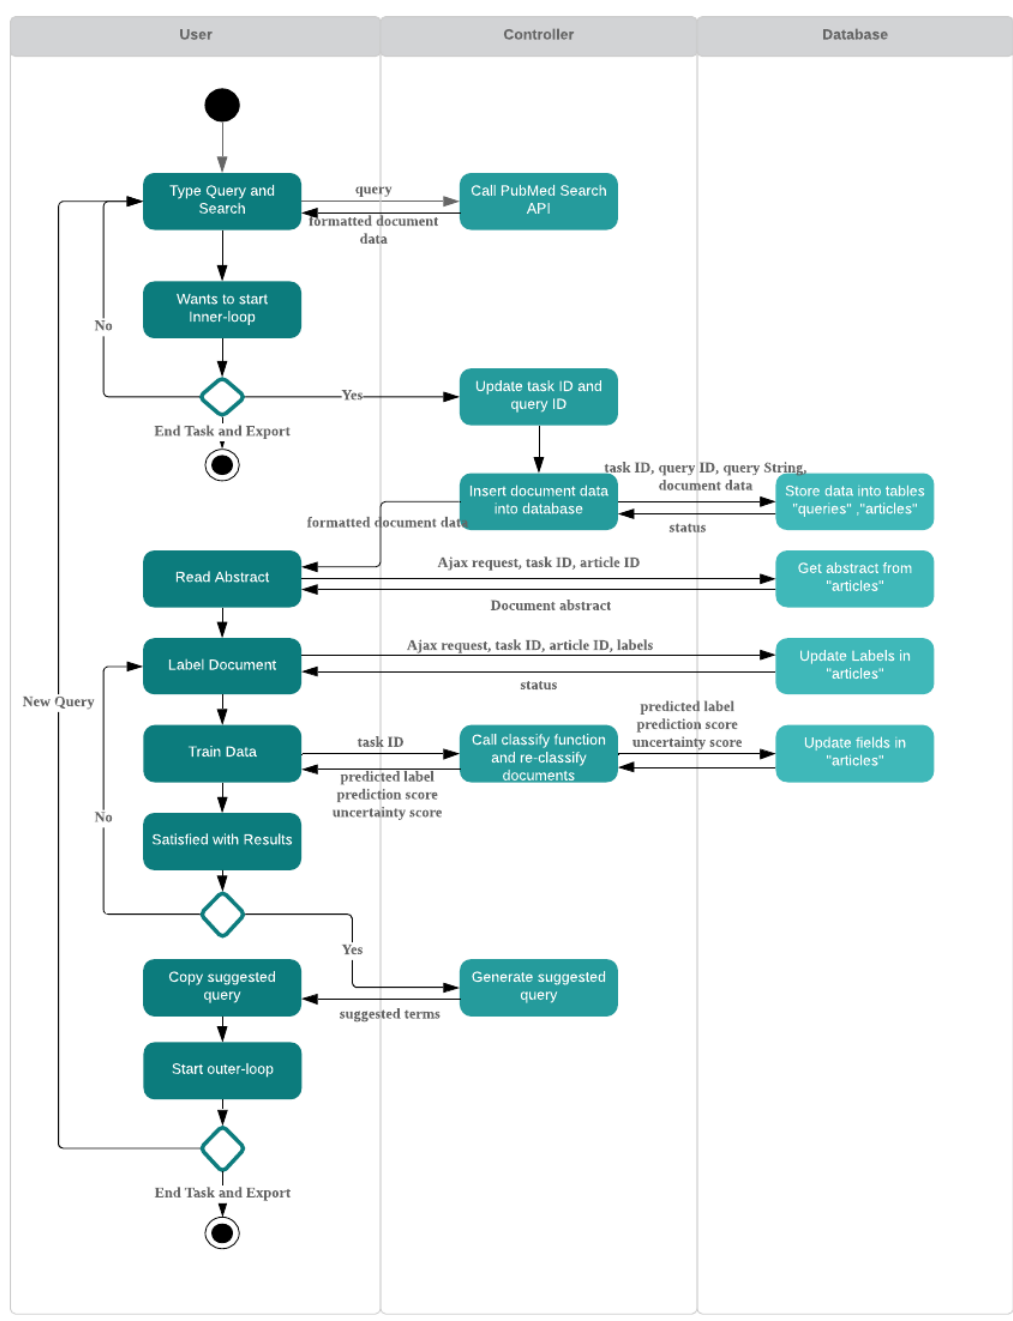 User
Controller
Database
Type Query and
Search
query
Call PubMed Search
API
formatted document
data
Wants to start
Inner-loop
No
Yes
Update task ID and
query ID
End Task and Export
task ID, query ID, query String,
document data
Insert document data
into database
Store data into tables
"queries" ,"articles"
status
formatted document data
Read Abstract
Ajax request, task ID, article ID
Get abstract from
"articles"
Document abstract
Label Document
Ajax request, task ID, article ID, labels
Update Labels in
"articles"
status
New Query
predicted label
prediction score
uncertainty score
Train Data
task ID
Call classify function
and re-classify
documents
Update fields in
"articles"
predicted label
prediction score
uncertainty score
No
Satisfied with Results
Yes
Copy suggested
query
Generate suggested
query
suggested terms
Start outer-loop
End Task and Export